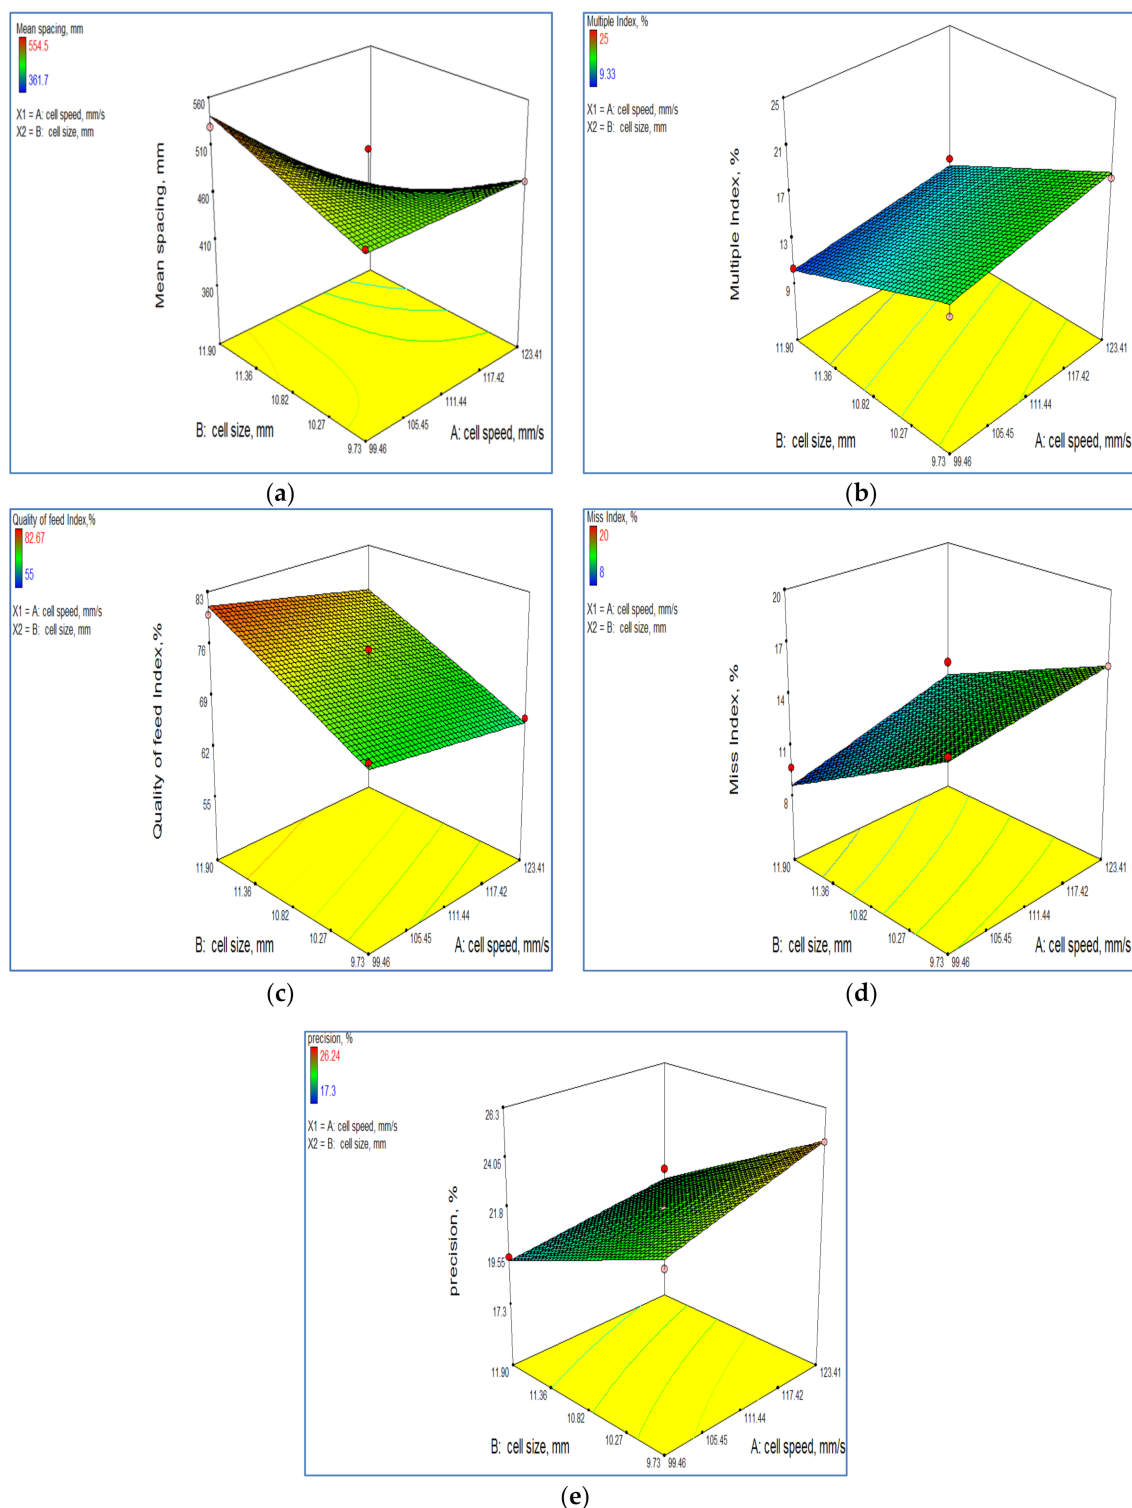 Mean spacing, mm
554.5
361.7
X1 = A: cell speed, mm/s
X2 = B: cell size, mm
560
510
460
410
360
Mean spacing, mm
11.90
11.36
10.82
10.27
9.73
99.46
105.45
111.44
117.42
123.41
B: cell size, mm
A: cell speed, mm/s
(a)
Multiple Index, %
25
9.33
X1 = A: cell speed, mm/s
X2 = B: cell size, mm
25
21
17
13
9
Multiple Index, %
11.90
11.36
10.82
10.27
9.73
99.46
105.45
111.44
117.42
123.41
B: cell size, mm
A: cell speed, mm/s
(b)
Quality of feed Index,%
82.67
55
X1 = A: cell speed, mm/s
X2 = B: cell size, mm
83
76
69
62
55
Quality of feed Index,%
11.90
11.36
10.82
10.27
9.73
99.46
105.45
111.44
117.42
123.41
B: cell size, mm
A: cell speed, mm/s
(c)
Miss Index, %
20
8
X1 = A: cell speed, mm/s
X2 = B: cell size, mm
20
17
14
11
8
Miss Index, %
11.90
11.36
10.82
10.27
9.73
99.46
105.45
111.44
117.42
123.41
B: cell size, mm
A: cell speed, mm/s
(d)
precision, %
26.24
17.3
X1 = A: cell speed, mm/s
X2 = B: cell size, mm
26.3
24.05
21.8
19.55
17.3
precision, %
11.90
11.36
10.82
10.27
9.73
99.46
105.45
111.44
117.42
123.41
B: cell size, mm
A: cell speed, mm/s
(e)